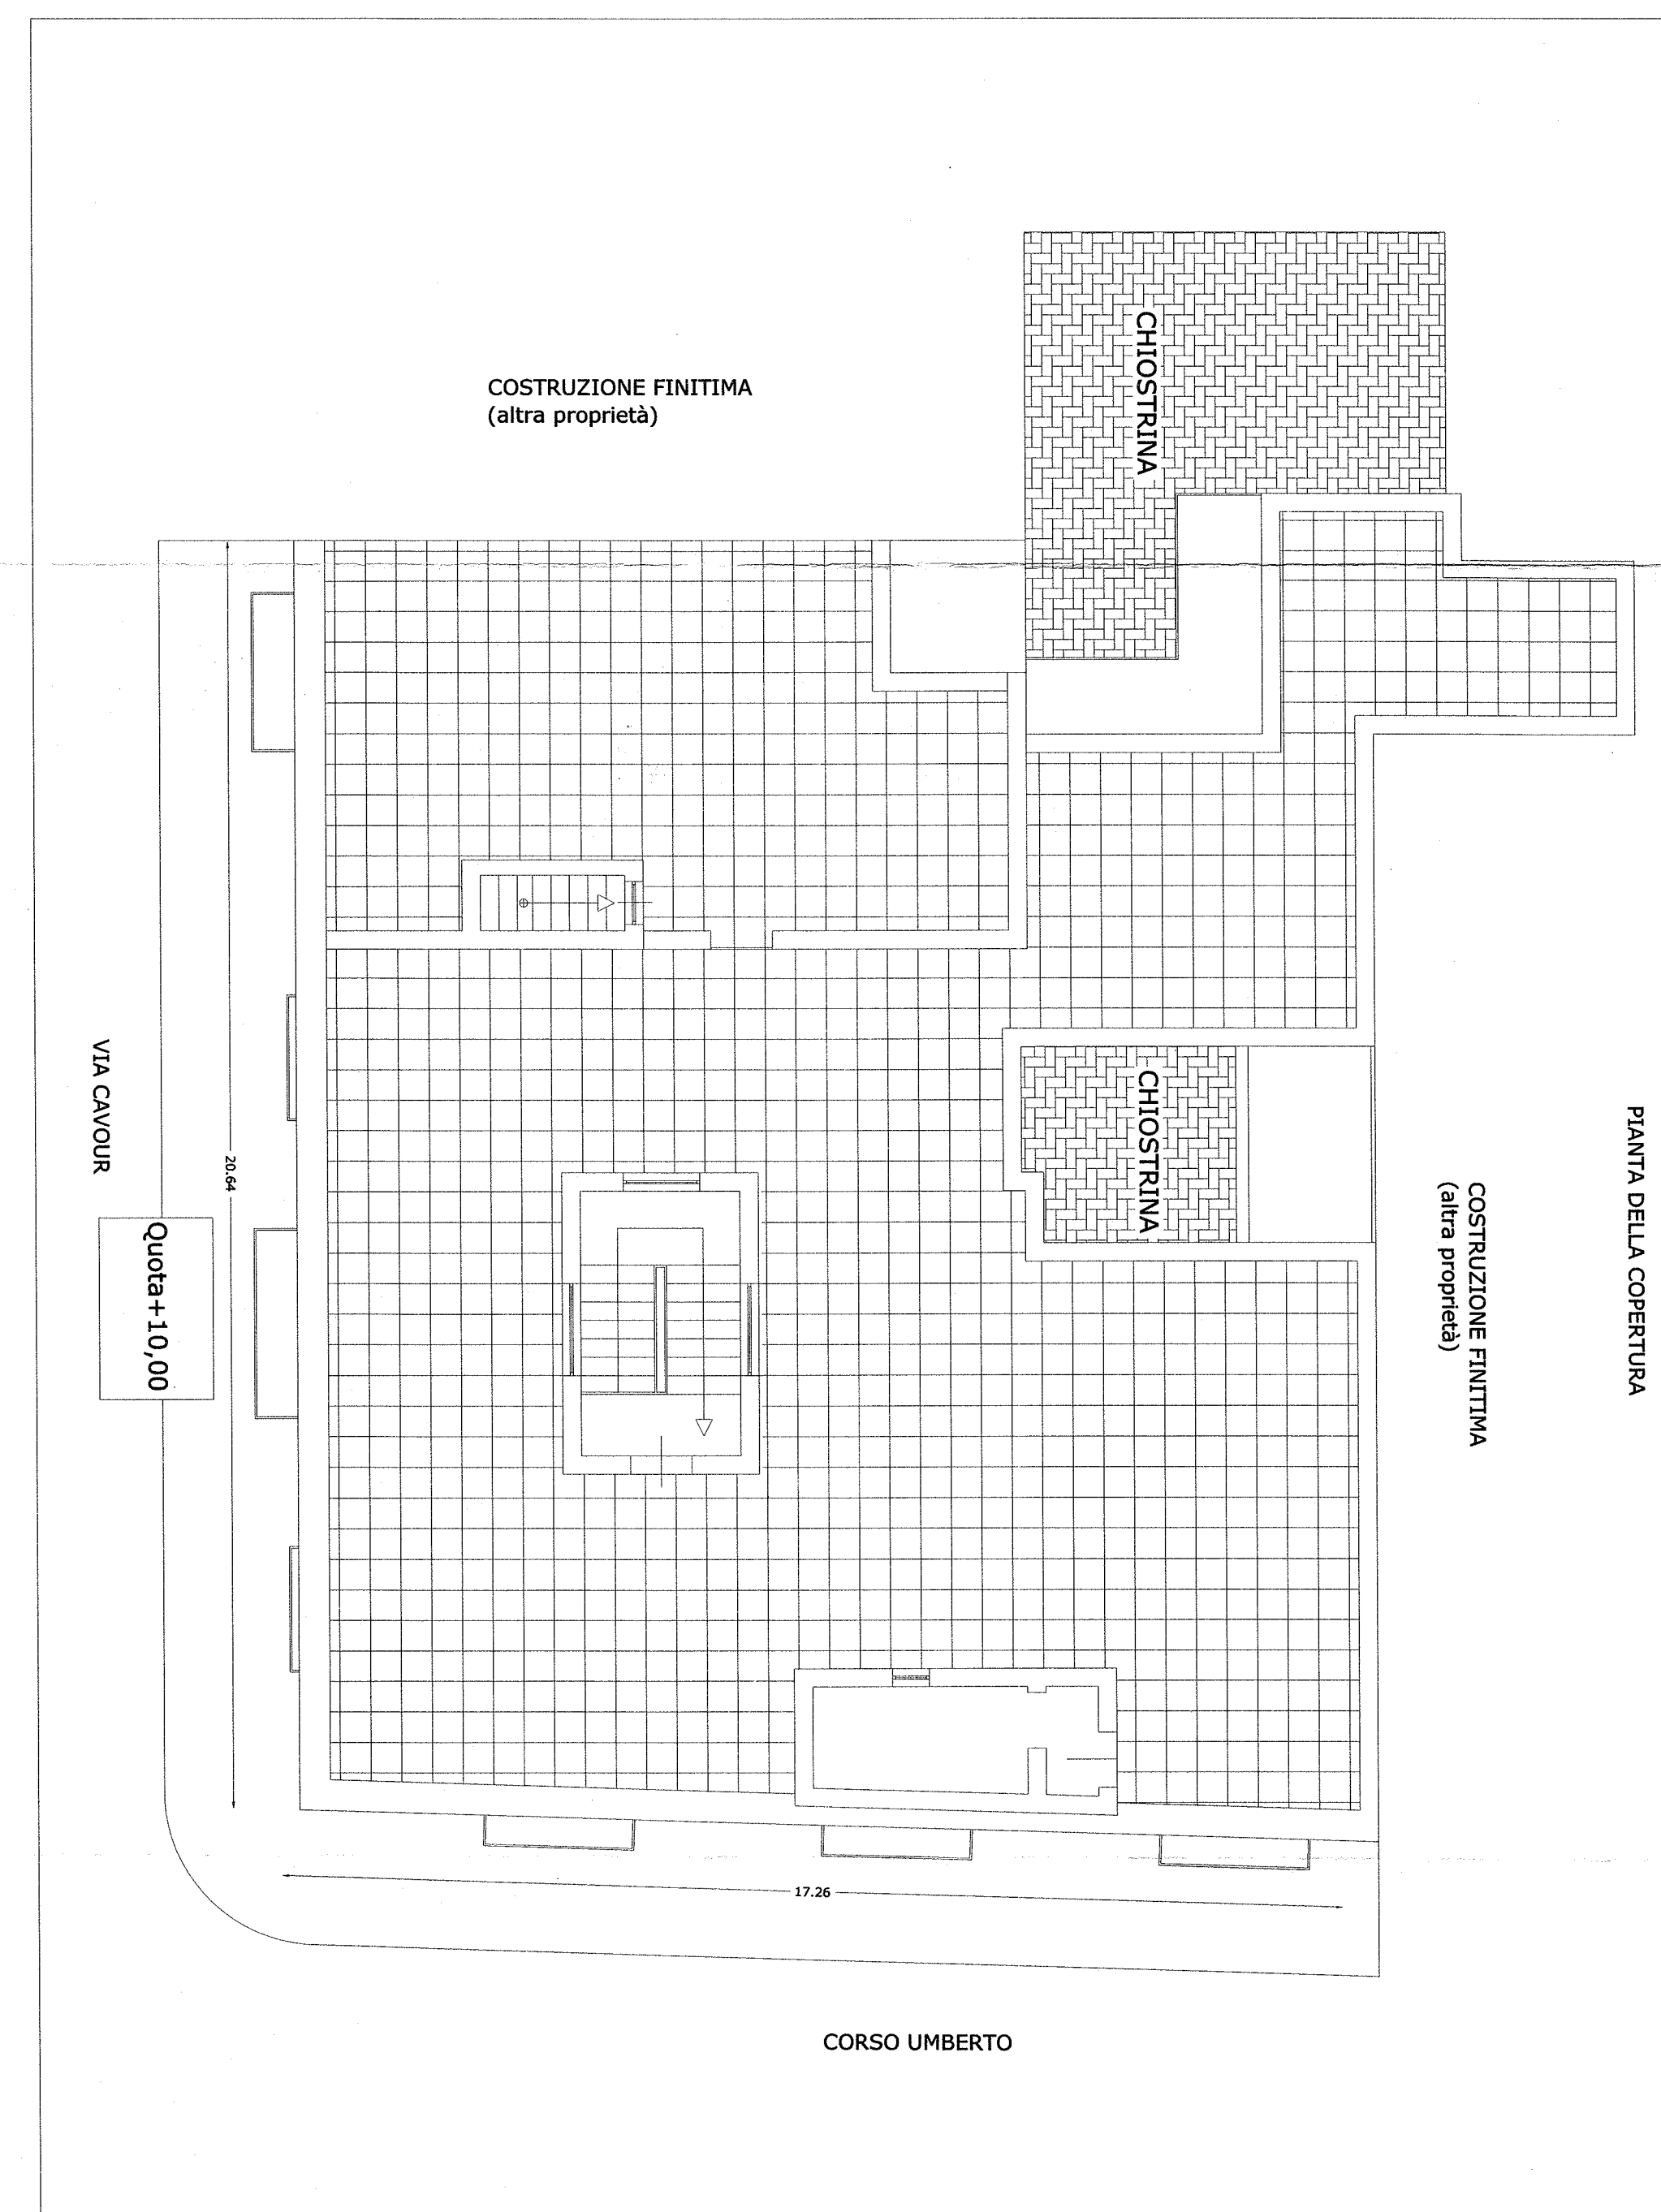 PIANTA DELLA COPERTURA
COSTRUZIONE FINITIMA
(altra proprietà)
CHIOSTRINA
COSTRUZIONE FINITIMA
(altra proprietà)
CHIOSTRINA
VIA CAVOUR
20.64
Quota+10,00
17.26
CORSO UMBERTO